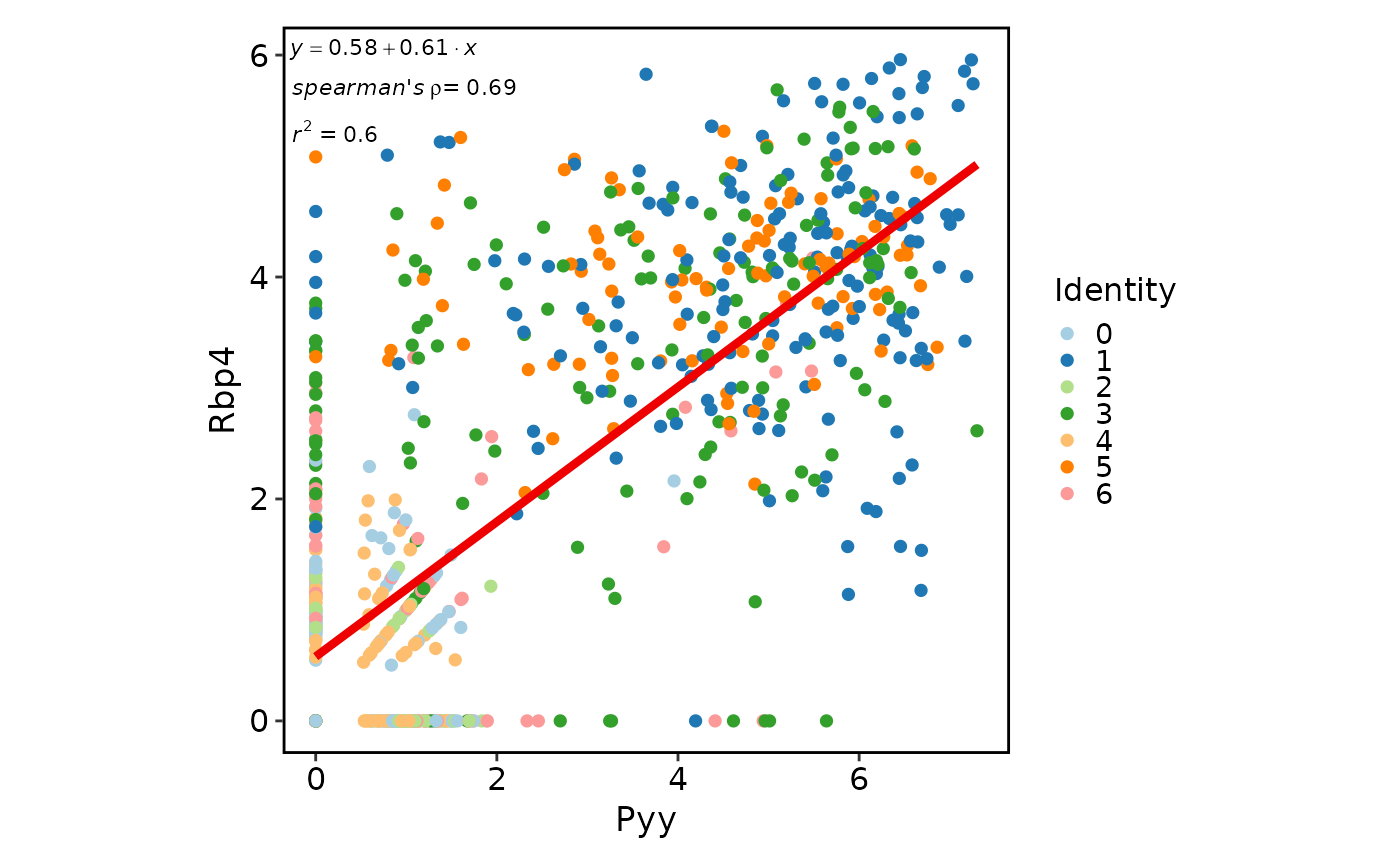 y = 0.58 + 0.61 · x
spearman's ρ= 0.69
r² = 0.6
6
4
2
0
Rbp4
0 2 4 6
Pyy
Identity
0
1
2
3
4
5
6